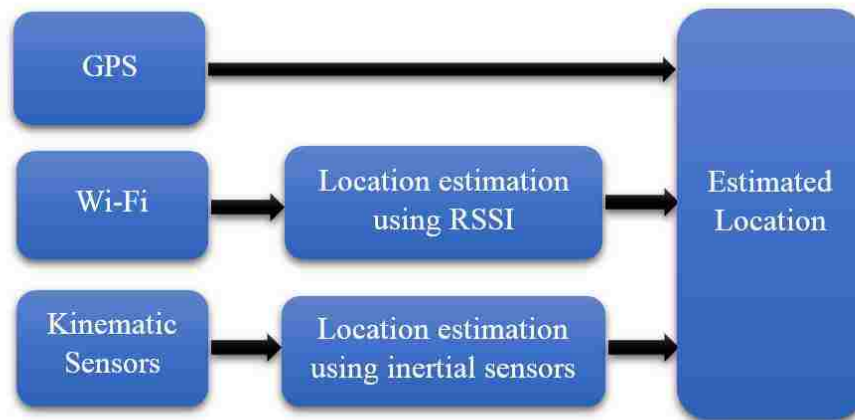 GPS
Wi-Fi
Location estimation
using RSSI
Kinematic
Sensors
Location estimation
using inertial sensors
Estimated
Location